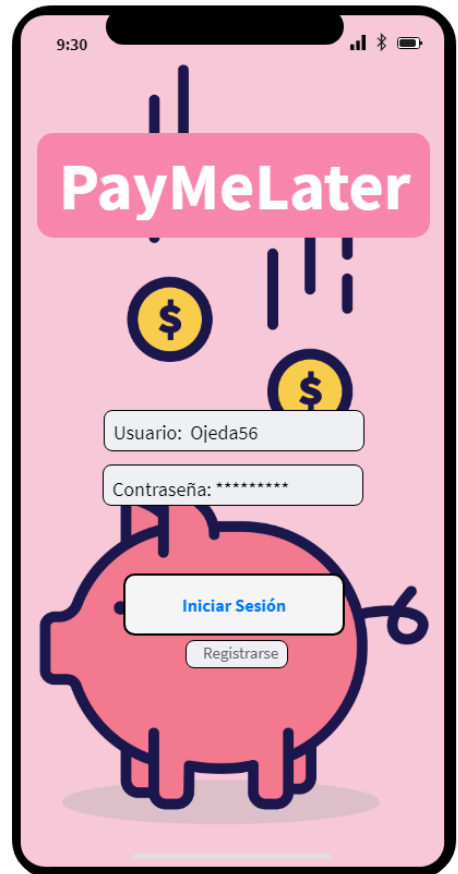 9:30
PayMeLater
$
$
Usuario: Ojeda56
Contraseña: *********
Iniciar Sesión
Registrarse